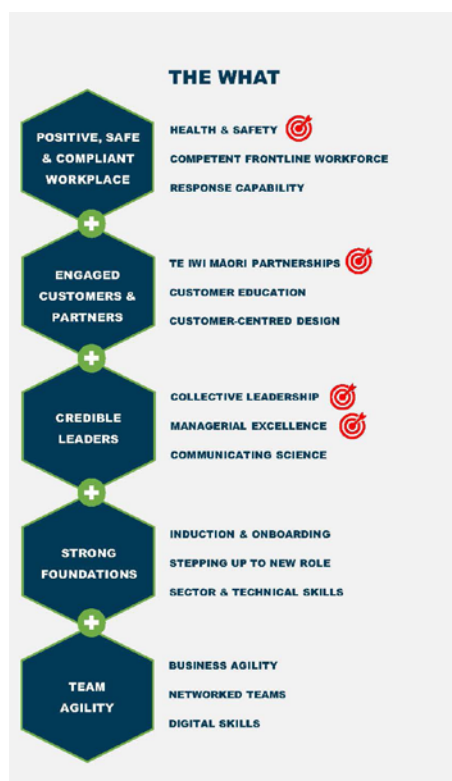 THE WHAT
POSITIVE, SAFE
& COMPLIANT
WORKPLACE
HEALTH & SAFETY
COMPETENT FRONTLINE WORKFORCE
RESPONSE CAPABILITY
ENGAGED
CUSTOMERS &
PARTNERS
TE IWI MAORI PARTNERSHIPS
CUSTOMER EDUCATION
CUSTOMER-CENTRED DESIGN
CREDIBLE
LEADERS
COLLECTIVE LEADERSHIP
MANAGERIAL EXCELLENCE
COMMUNICATING SCIENCE
STRONG
FOUNDATIONS
INDUCTION & ONBOARDING
STEPPING UP TO NEW ROLE
SECTOR & TECHNICAL SKILLS
TEAM
AGILITY
BUSINESS AGILITY
NETWORKED TEAMS
DIGITAL SKILLS